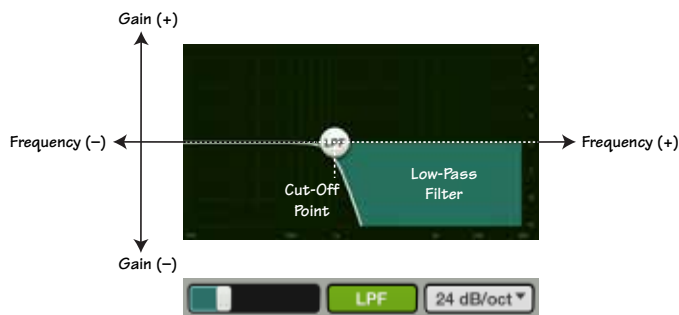 Gain (+)
Frequency (–)
LPF
Frequency (+)
Cut-Off
Point
Low-Pass
Filter
Gain (–)
LPF
24 dB/oct